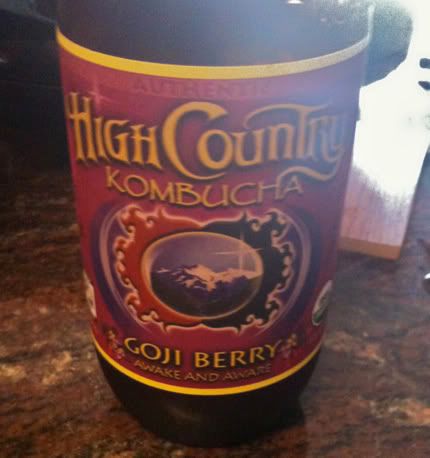 AUTHENTIC
HIGH COUNTRY
KOMBUCHA
GOJI BERRY
AWAKE AND AWARE